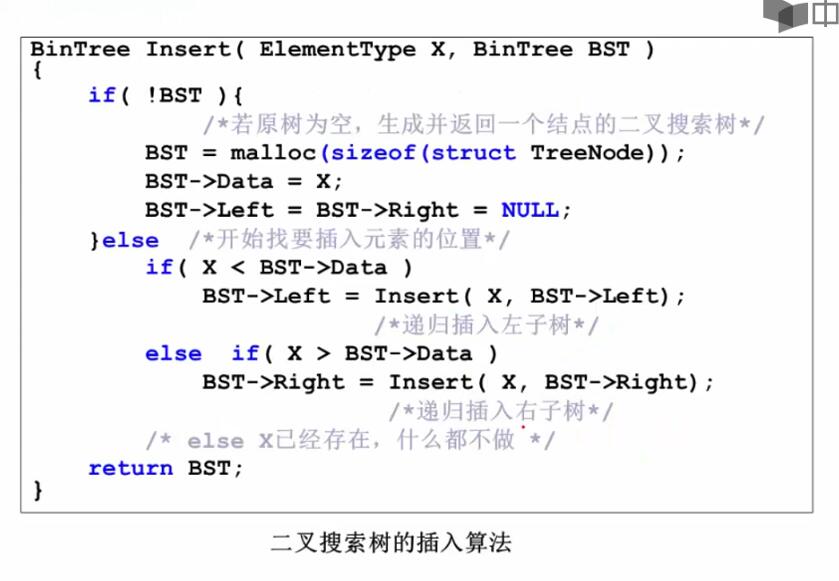 中
BinTree Insert( ElementType X, BinTree BST )
{
    if( !BST ){
            /*若原树为空，生成并返回一个结点的二叉搜索树*/
        BST = malloc(sizeof(struct TreeNode));
        BST->Data = X;
        BST->Left = BST->Right = NULL;
    }else  /*开始找要插入元素的位置*/
        if( X < BST->Data )
            BST->Left = Insert( X, BST->Left);
                        /*递归插入左子树*/
        else  if( X > BST->Data )
            BST->Right = Insert( X, BST->Right);
                         /*递归插入右子树*/
        /* else X已经存在，什么都不做 */
    return BST;
}
二叉搜索树的插入算法